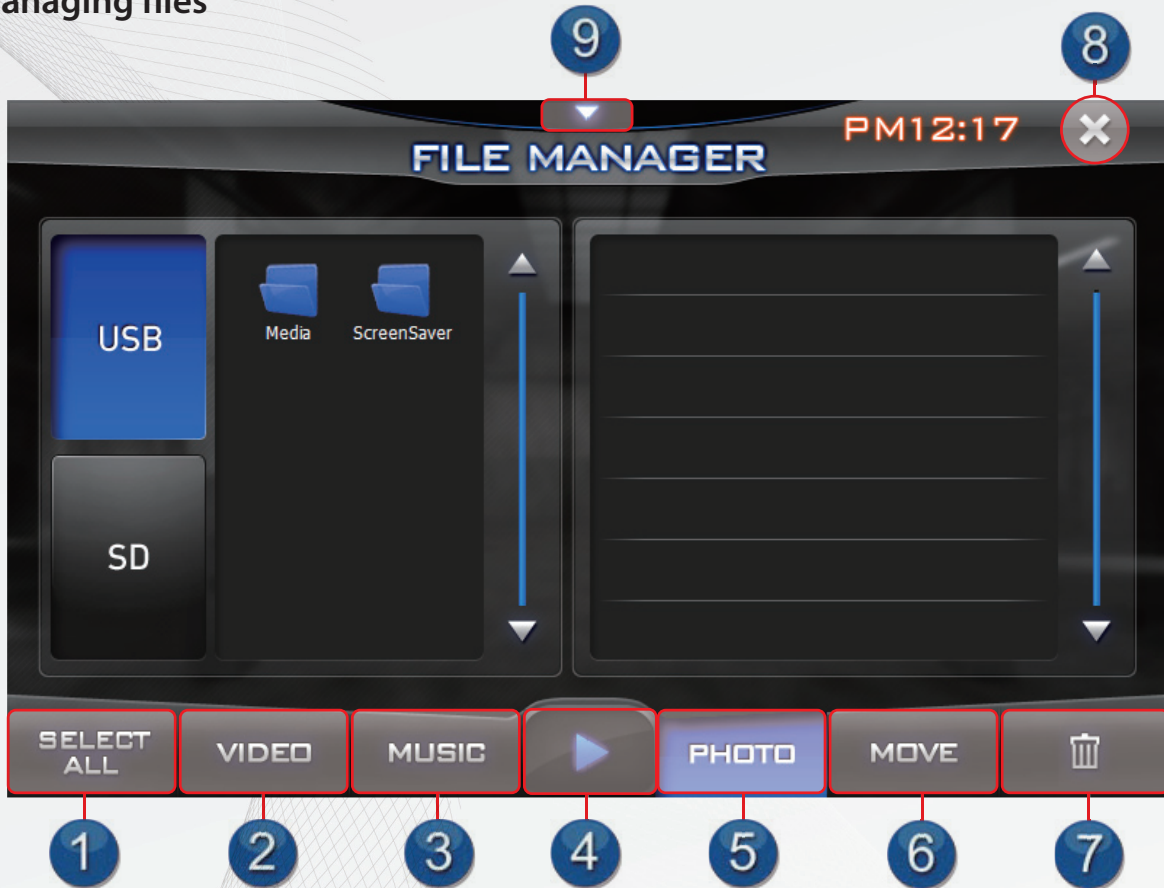 anaging files
9
8
PM12:17
FILE MANAGER
USB
Media ScreenSaver
SD
SELECT
ALL
VIDEO MUSIC PHOTO MOVE
1 2 3 4 5 6 7